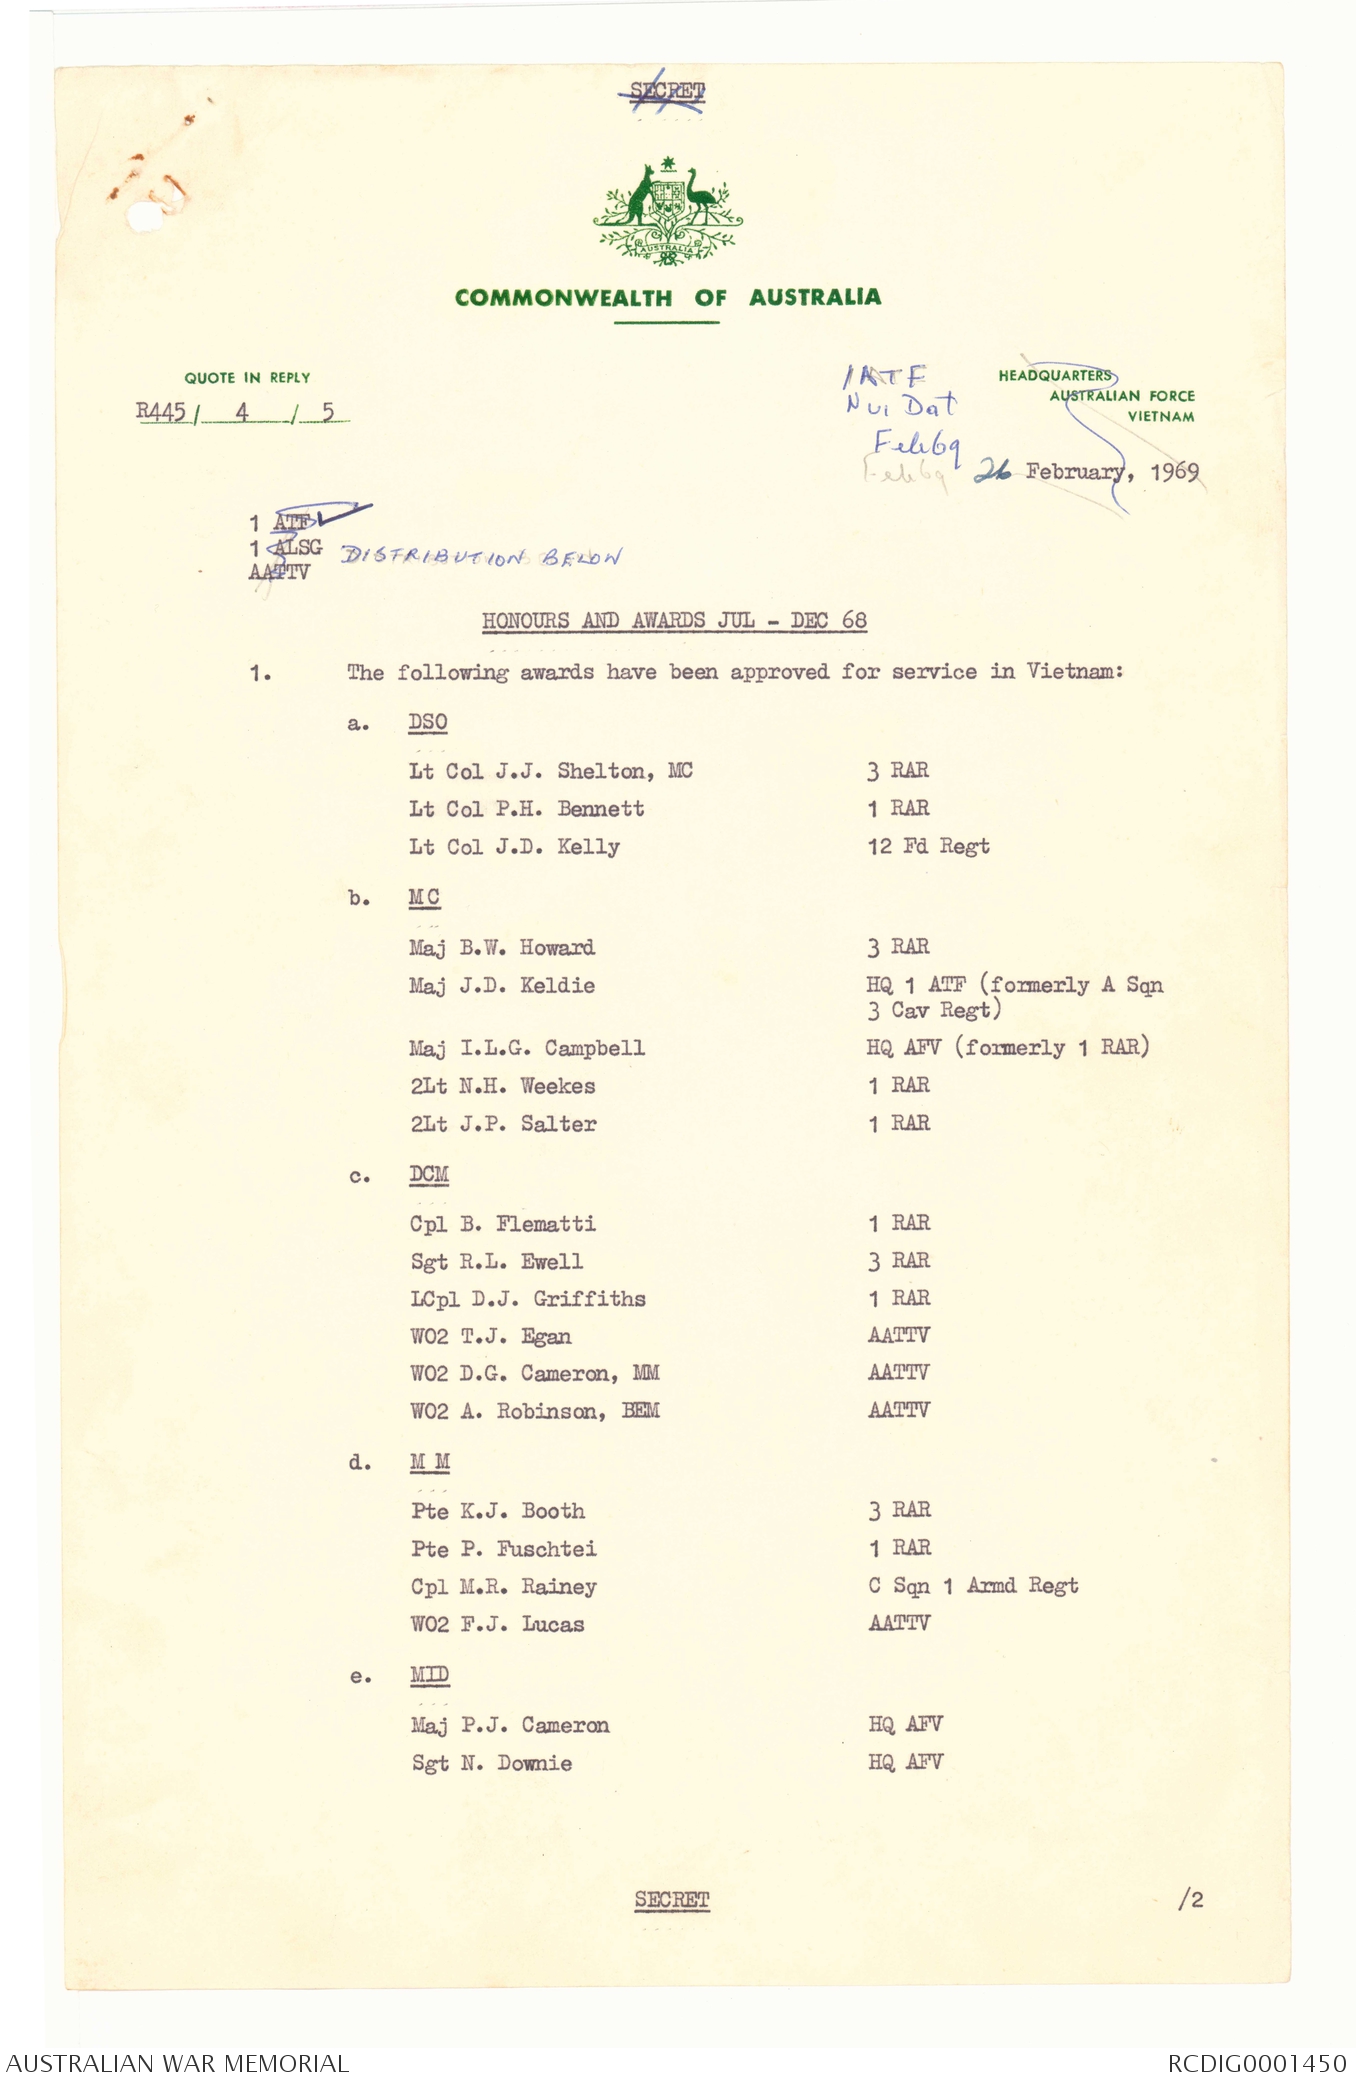 SECRET
AUSTRALIA
COMMONWEALTH OF AUSTRALIA
QUOTE IN REPLY
R445/ 4 / 5
1ATF
Nui Dat
Feb69
Feb69
HEADQUARTERS
AUSTRALIAN FORCE
VIETNAM
26 February, 1969
1 ATF
1 ALSG
AATTV
DISTRIBUTION BELOW
HONOURS AND AWARDS JUL - DEC 68
1. The following awards have been approved for service in Vietnam:
a. DSO
Lt Col J.J. Shelton, MC 3 RAR
Lt Col P.H. Bennett 1 RAR
Lt Col J.D. Kelly 12 Fd Regt
b. MC
Maj B.W. Howard 3 RAR
Maj J.D. Keldie HQ 1 ATF (formerly A Sqn
3 Cav Regt)
Maj I.L.G. Campbell HQ AFV (formerly 1 RAR)
2Lt N.H. Weekes 1 RAR
2Lt J.P. Salter 1 RAR
c. DCM
Cpl B. Flematti 1 RAR
Sgt R.L. Ewell 3 RAR
LCpl D.J. Griffiths 1 RAR
WO2 T.J. Egan AATTV
WO2 D.G. Cameron, MM AATTV
WO2 A. Robinson, BEM AATTV
d. M M
Pte K.J. Booth 3 RAR
Pte P. Fuschtei 1 RAR
Cpl M.R. Rainey C Sqn 1 Armd Regt
WO2 F.J. Lucas AATTV
e. MID
Maj P.J. Cameron HQ AFV
Sgt N. Downie HQ AFV
SECRET
/2
AUSTRALIAN WAR MEMORIAL
RCDIG0001450